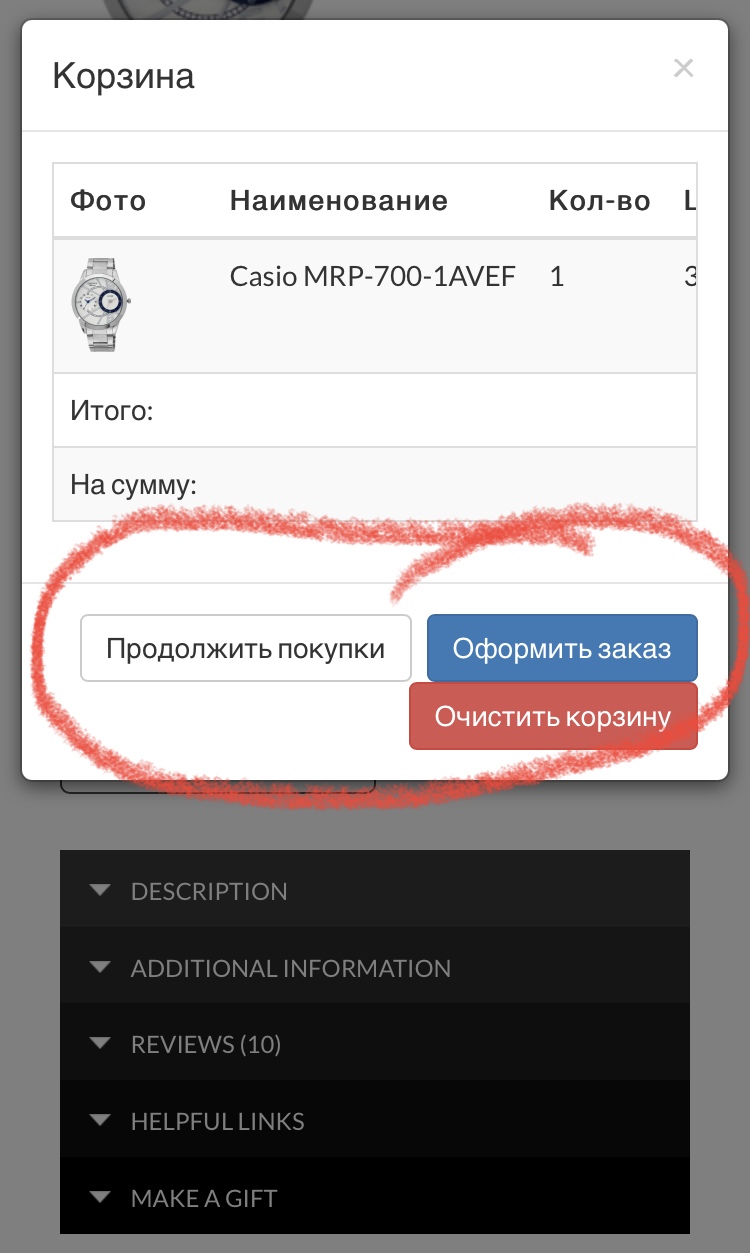 Корзина ×
Фото Наименование Кол-во
Casio MRP-700-1AVEF 1 3
Итого:
На сумму:
Продолжить покупки Оформить заказ
Очистить корзину
DESCRIPTION
ADDITIONAL INFORMATION
REVIEWS (10)
HELPFUL LINKS
MAKE A GIFT